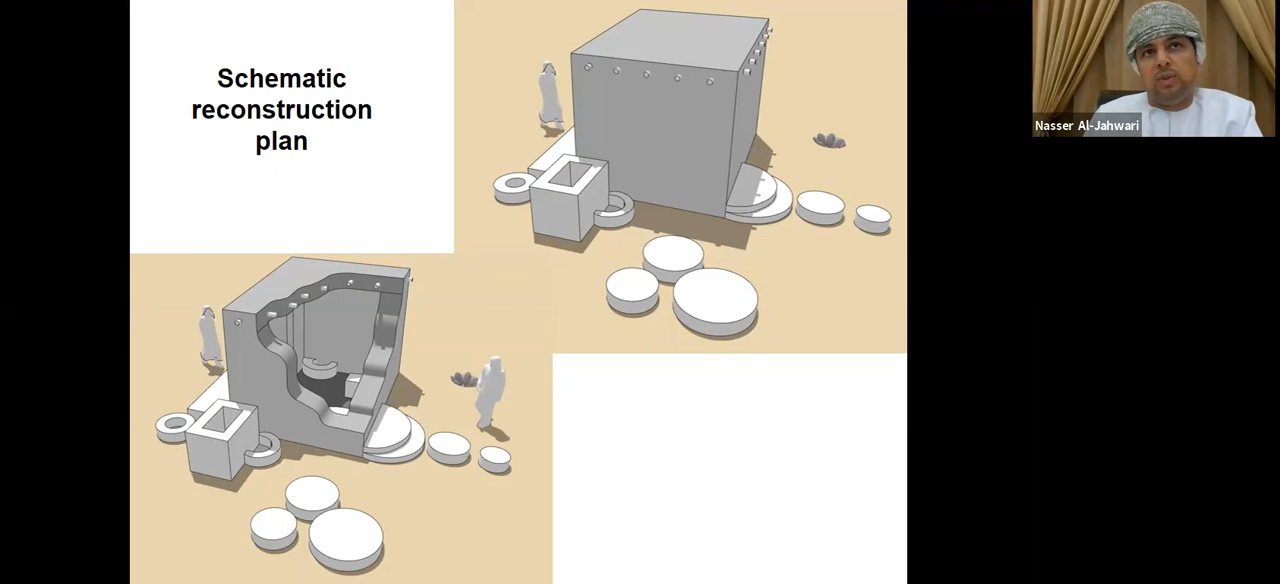 Schematic
reconstruction
plan
Nasser Al-Jahwari